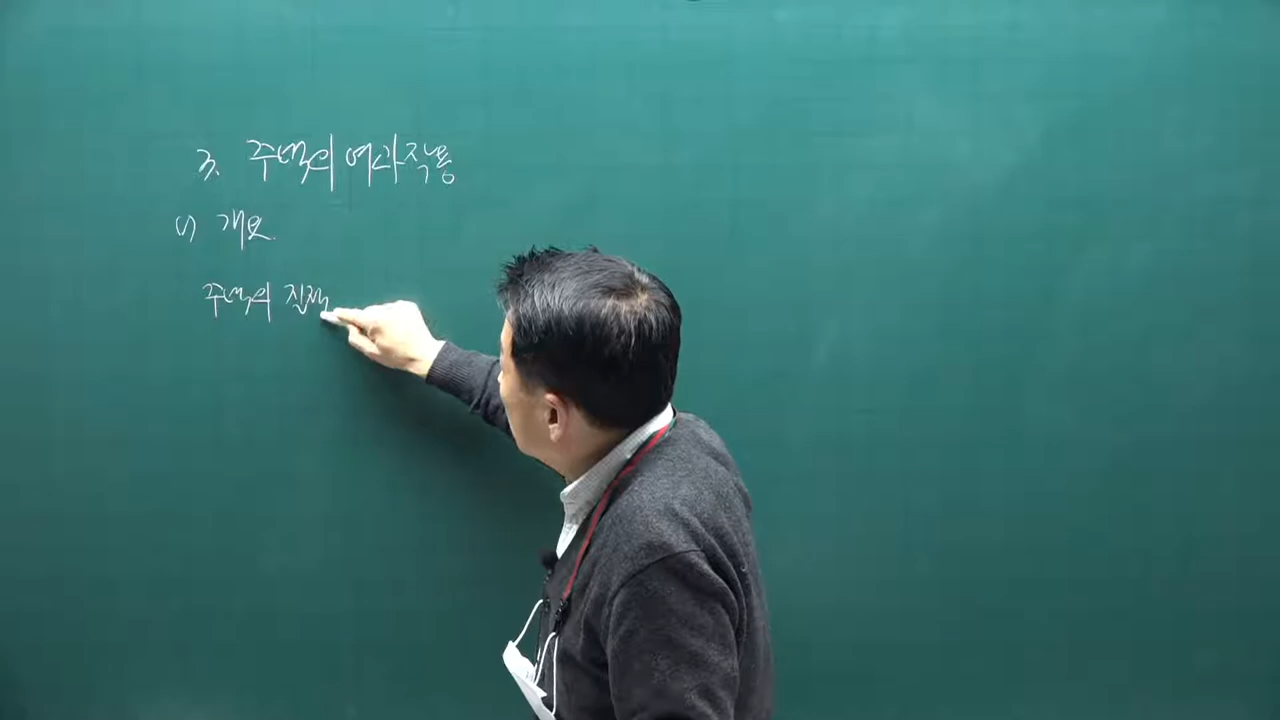 3. 주택의 여과작용
(1) 개요
주택의 질적